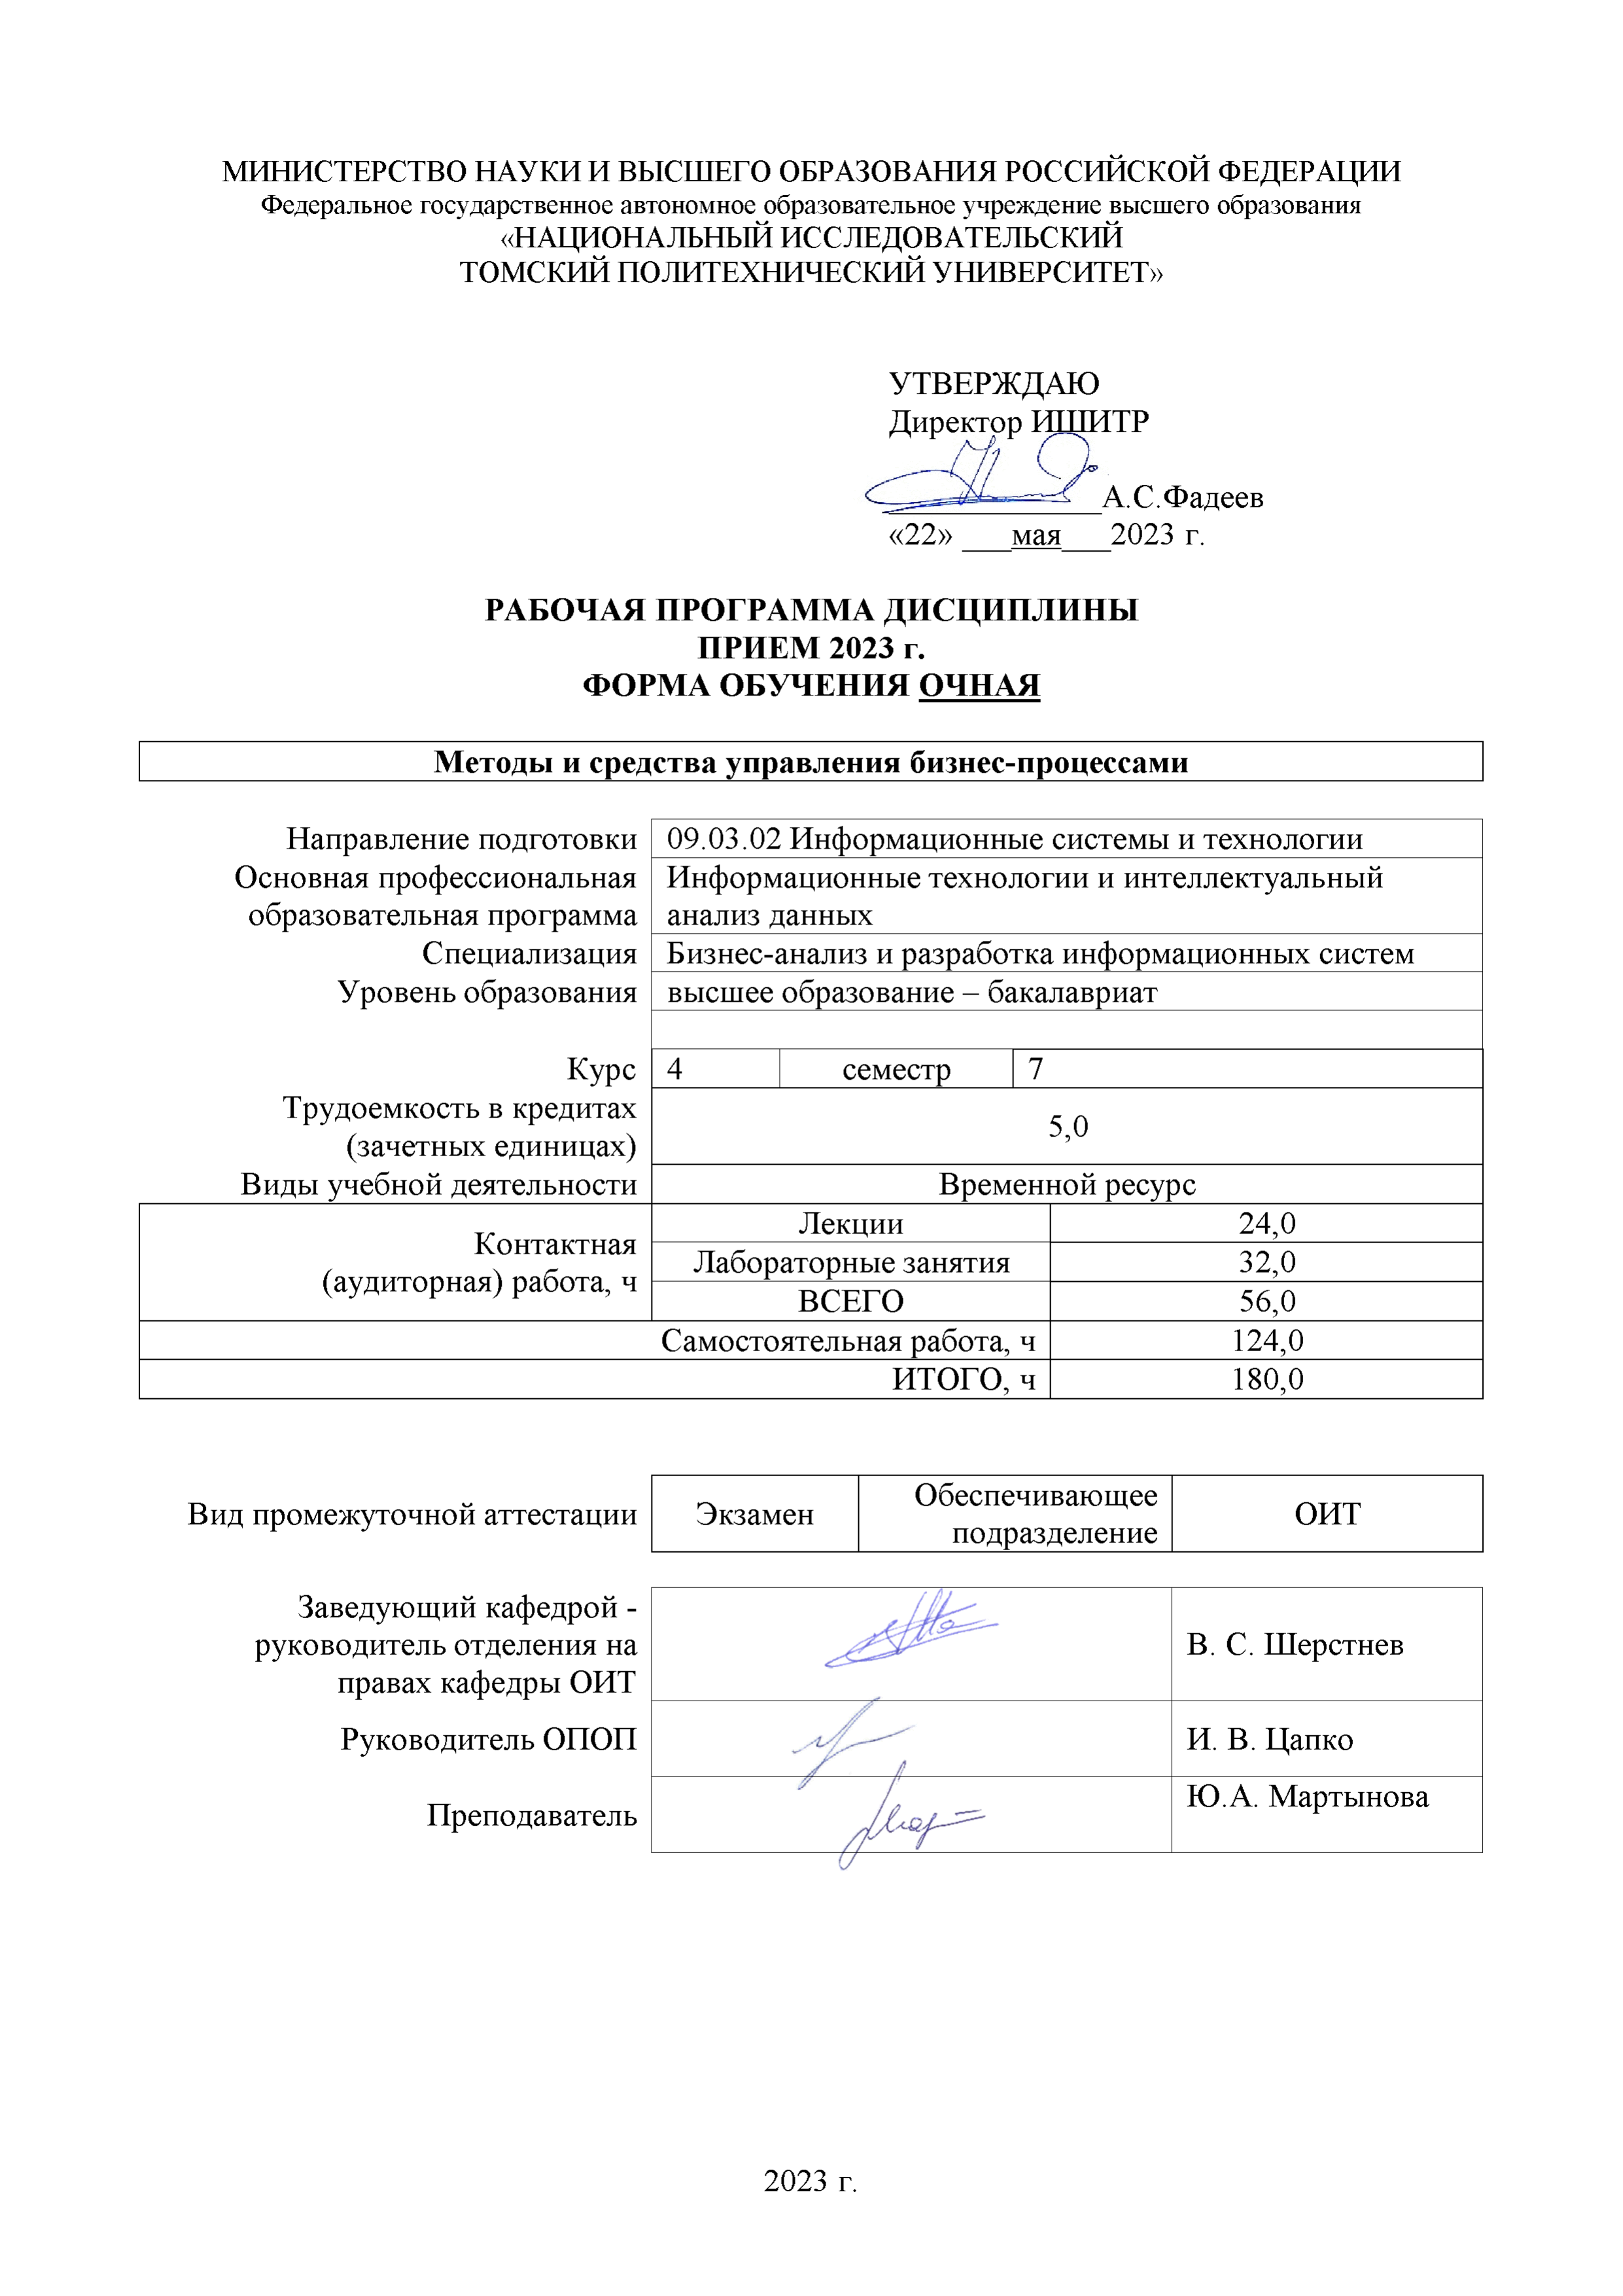 МИНИСТЕРСТВО НАУКИ И ВЫСШЕГО ОБРАЗОВАНИЯ РОССИЙСКОЙ ФЕДЕРАЦИИ
Федеральное государственное автономное образовательное учреждение высшего образования
«НАЦИОНАЛЬНЫЙ ИССЛЕДОВАТЕЛЬСКИЙ
ТОМСКИЙ ПОЛИТЕХНИЧЕСКИЙ УНИВЕРСИТЕТ»
УТВЕРЖДАЮ
Директор ИШИТР
_____________А.С.Фадеев
«22» ___мая___2023 г.
РАБОЧАЯ ПРОГРАММА ДИСЦИПЛИНЫ
ПРИЕМ 2023 г.
ФОРМА ОБУЧЕНИЯ ОЧНАЯ
Методы и средства управления бизнес-процессами
Направление подготовки 09.03.02 Информационные системы и технологии
Основная профессиональная Информационные технологии и интеллектуальный
образовательная программа анализ данных
Специализация Бизнес-анализ и разработка информационных систем
Уровень образования высшее образование – бакалавриат
Курс 4 семестр 7
Трудоемкость в кредитах
(зачетных единицах) 5,0
Виды учебной деятельности Временной ресурс
Контактная
(аудиторная) работа, ч
Лекции 24,0
Лабораторные занятия 32,0
ВСЕГО 56,0
Самостоятельная работа, ч 124,0
ИТОГО, ч 180,0
Вид промежуточной аттестации Экзамен Обеспечивающее
подразделение ОИТ
Заведующий кафедрой -
руководитель отделения на
правах кафедры ОИТ В. С. Шерстнев
Руководитель ОПОП И. В. Цапко
Преподаватель Ю.А. Мартынова
2023 г.